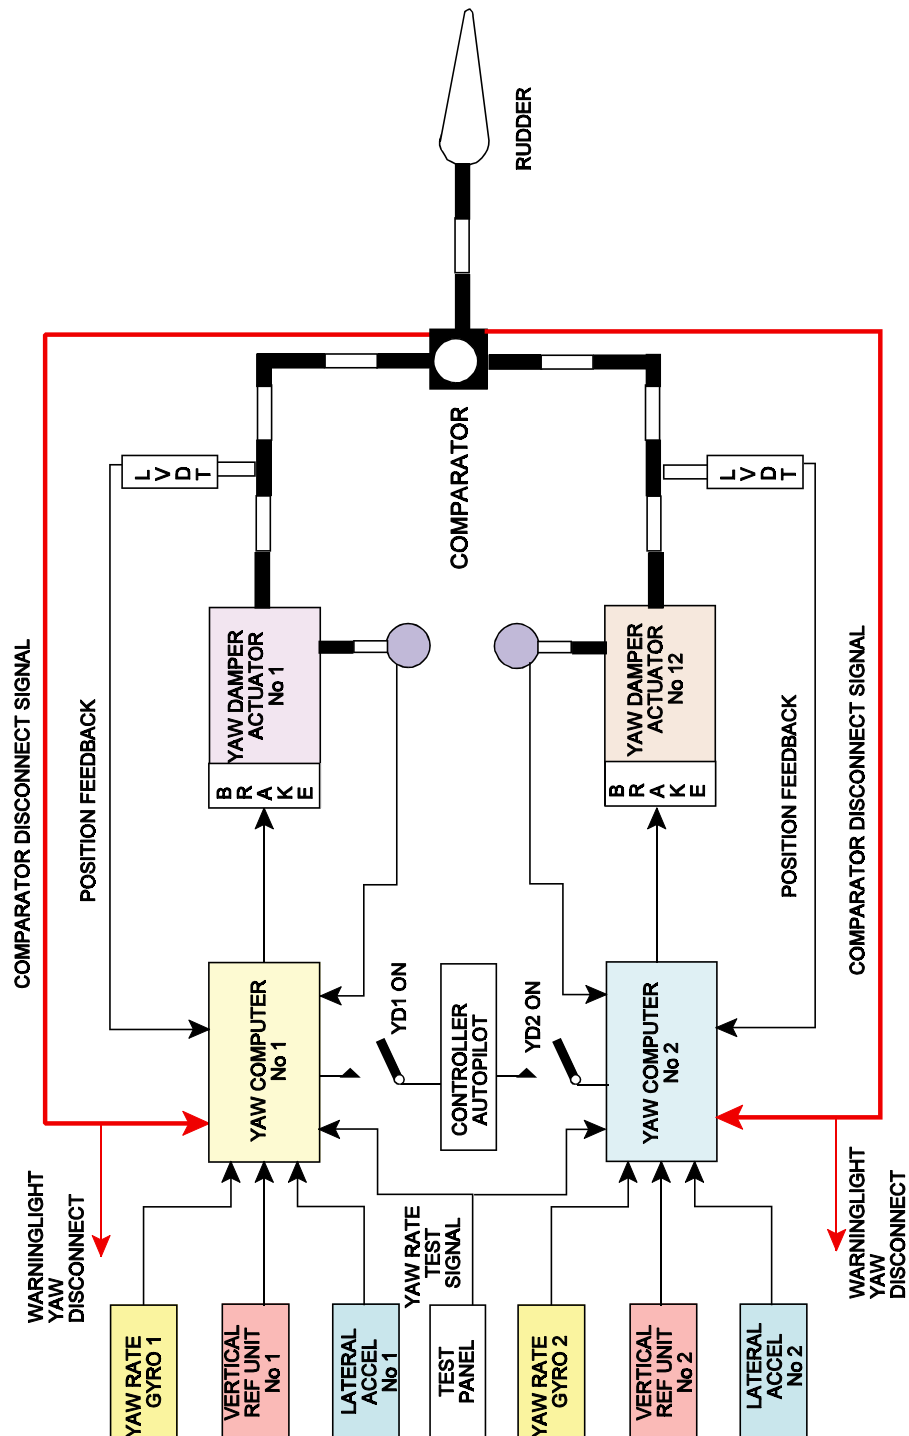 RUDDER
COMPARATOR
L
V
D
T
L
V
D
T
COMPARATOR DISCONNECT SIGNAL
POSITION FEEDBACK
YAW DAMPER
ACTUATOR
No 1
B
R
A
K
E
YAW DAMPER
ACTUATOR
No 12
B
R
A
K
E
POSITION FEEDBACK
COMPARATOR DISCONNECT SIGNAL
YAW COMPUTER
No 1
YD1 ON
CONTROLLER
AUTOPILOT
YD2 ON
YAW COMPUTER
No 2
WARNINGLIGHT
YAW
DISCONNECT
YAW RATE
TEST
SIGNAL
WARNINGLIGHT
YAW
DISCONNECT
YAW RATE
GYRO 1
VERTICAL
REF UNIT
No 1
LATERAL
ACCEL
No 1
TEST
PANEL
YAW RATE
GYRO 2
VERTICAL
REF UNIT
No 2
LATERAL
ACCEL
No 2